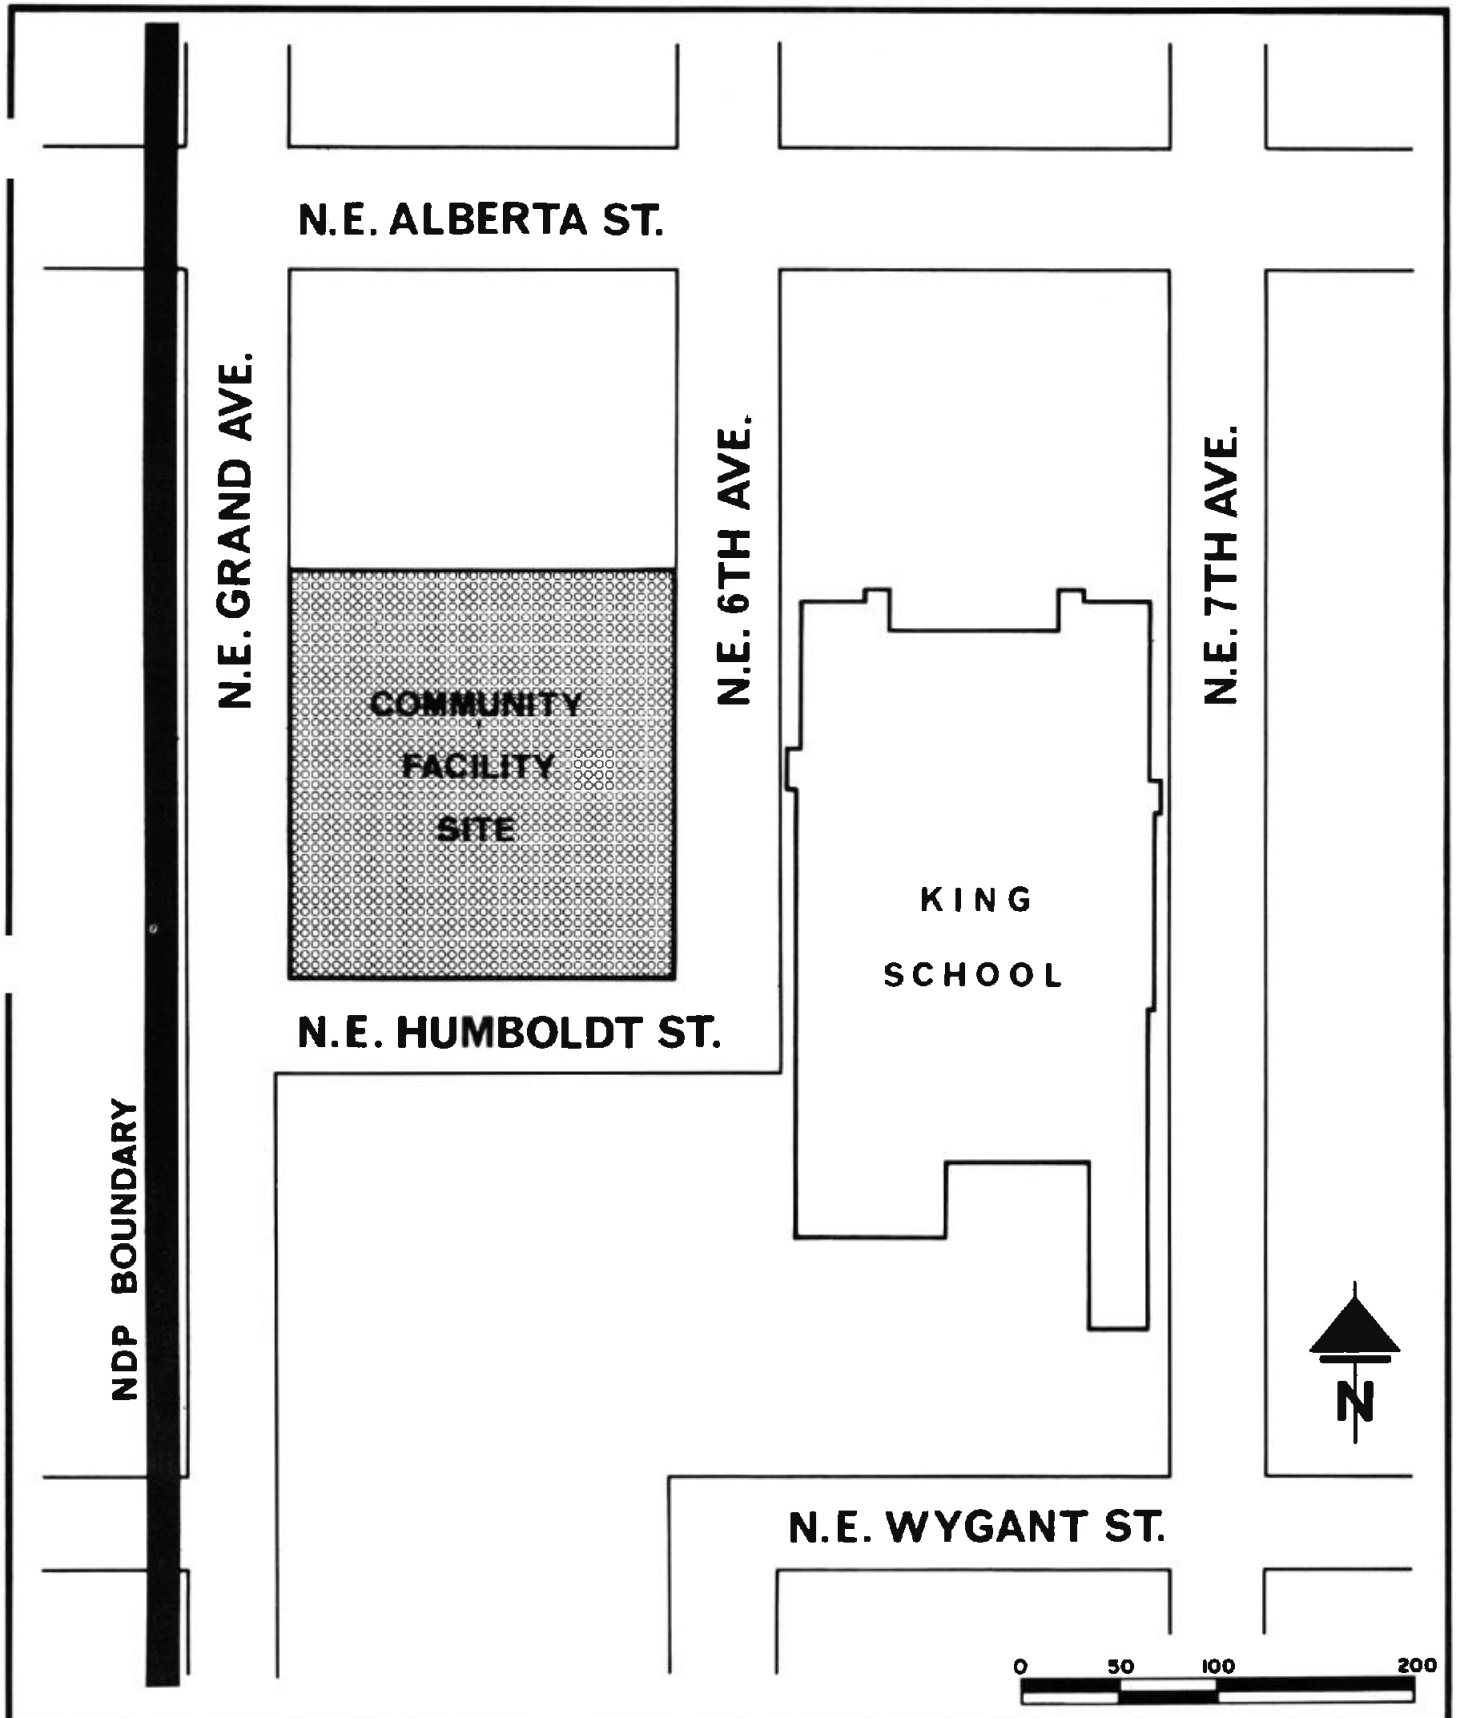 N.E. ALBERTA ST.
N.E. GRAND AVE.
N.E. 6TH AVE.
N.E. 7TH AVE.
COMMUNITY
FACILITY
SITE
KING
SCHOOL
N.E. HUMBOLDT ST.
NDP BOUNDARY
N
N.E. WYGANT ST.
0 50 100 200